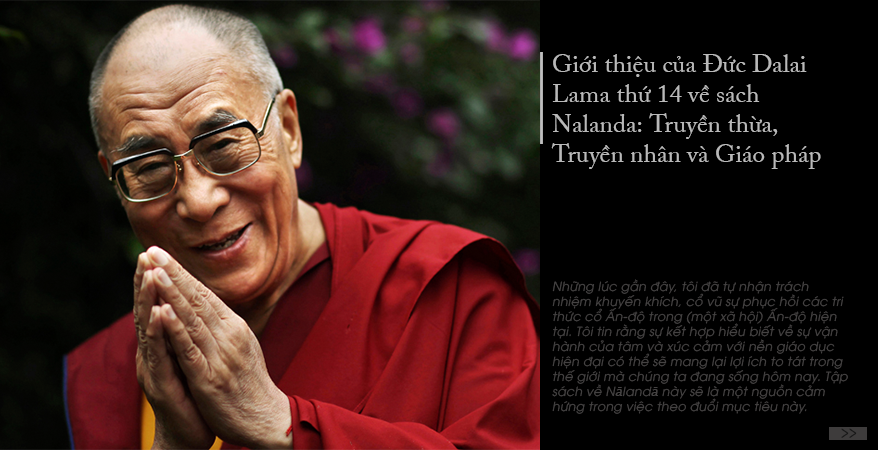 Giới thiệu của Đức Dalai
Lama thứ 14 về sách
Nalanda: Truyền thừa,
Truyền nhân và Giáo pháp
Những lúc gần đây, tôi đã tự nhận trách
nhiệm khuyến khích, cổ vũ sự phục hồi các tri
thức cổ Ấn-độ trong (một xã hội) Ấn-độ hiện
tại. Tôi tin rằng sự kết hợp hiểu biết về sự vận
hành của tâm và xúc cảm với nền giáo dục
hiện đại có thể sẽ mang lại lợi ích to tát trong
thế giới mà chúng ta đang sống hôm nay. Tập
sách về Nālandā này sẽ là một nguồn cảm
hứng trong việc theo đuổi mục tiêu này.
>>